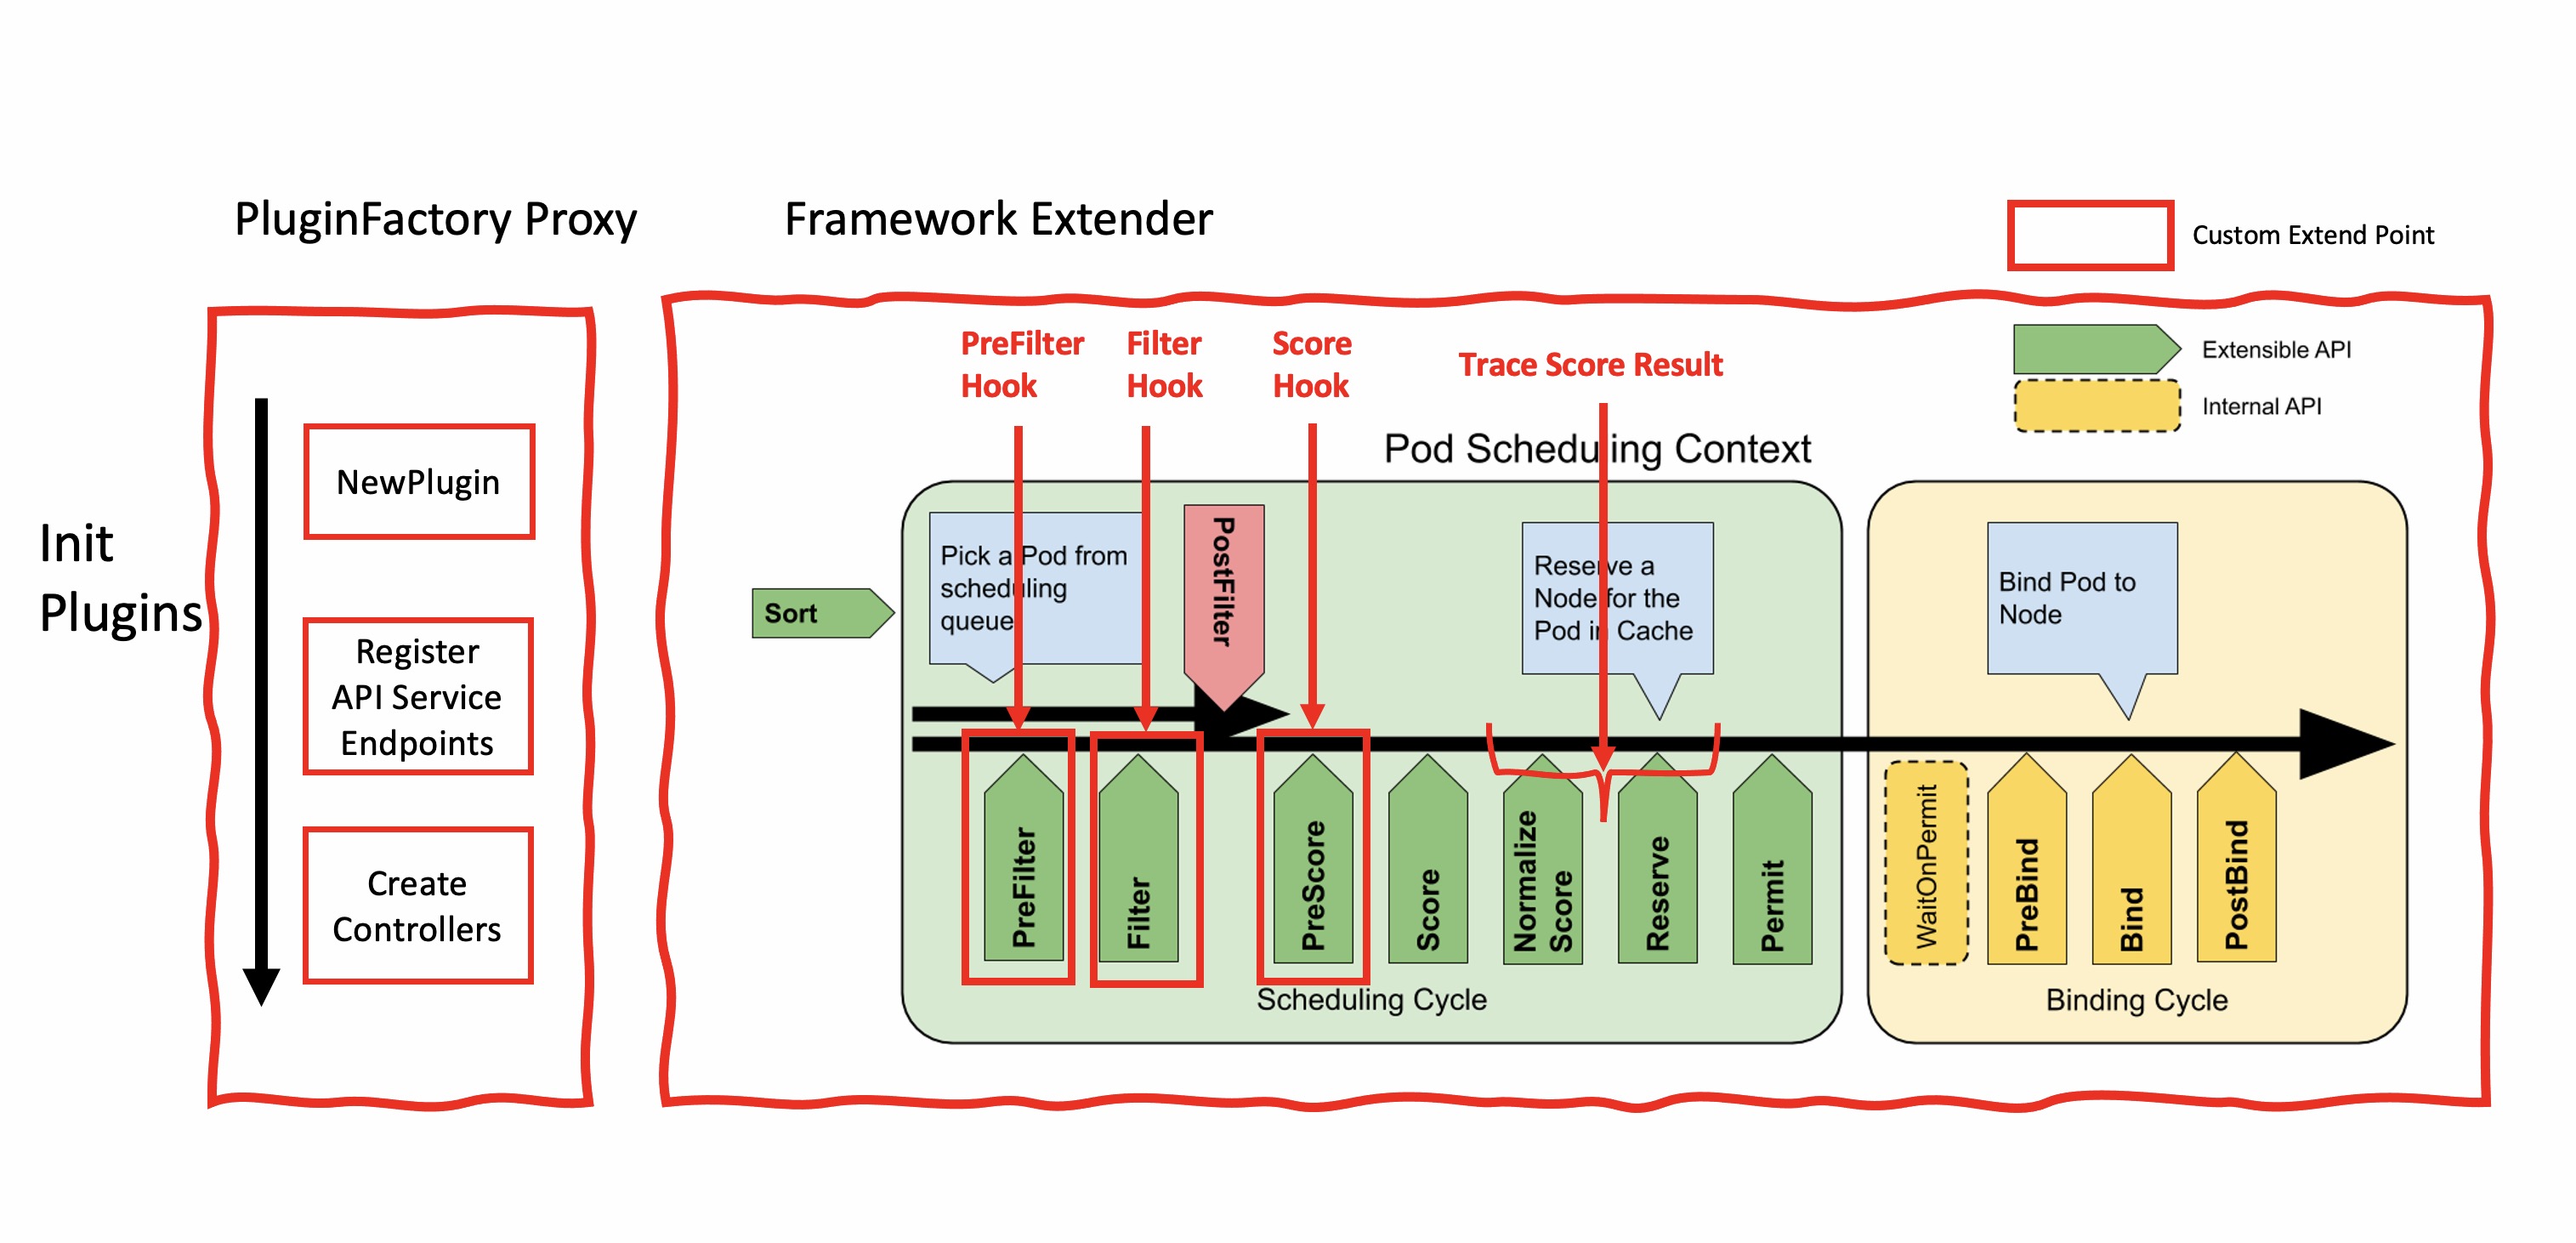 PluginFactory Proxy
Framework Extender
Custom Extend Point
Extensible API
Internal API
Init
Plugins
NewPlugin
Register
API Service
Endpoints
Create
Controllers
PreFilter
Hook
Filter
Hook
Score
Hook
Trace Score Result
Pod Scheduling Context
Sort
Pick a Pod from
scheduling
queue
PostFilter
Reserve a
Node for the
Pod in Cache
Bind Pod to
Node
PreFilter
Filter
PreScore
Score
Normalize
Score
Reserve
Permit
WaitOnPermit
PreBind
Bind
PostBind
Scheduling Cycle
Binding Cycle